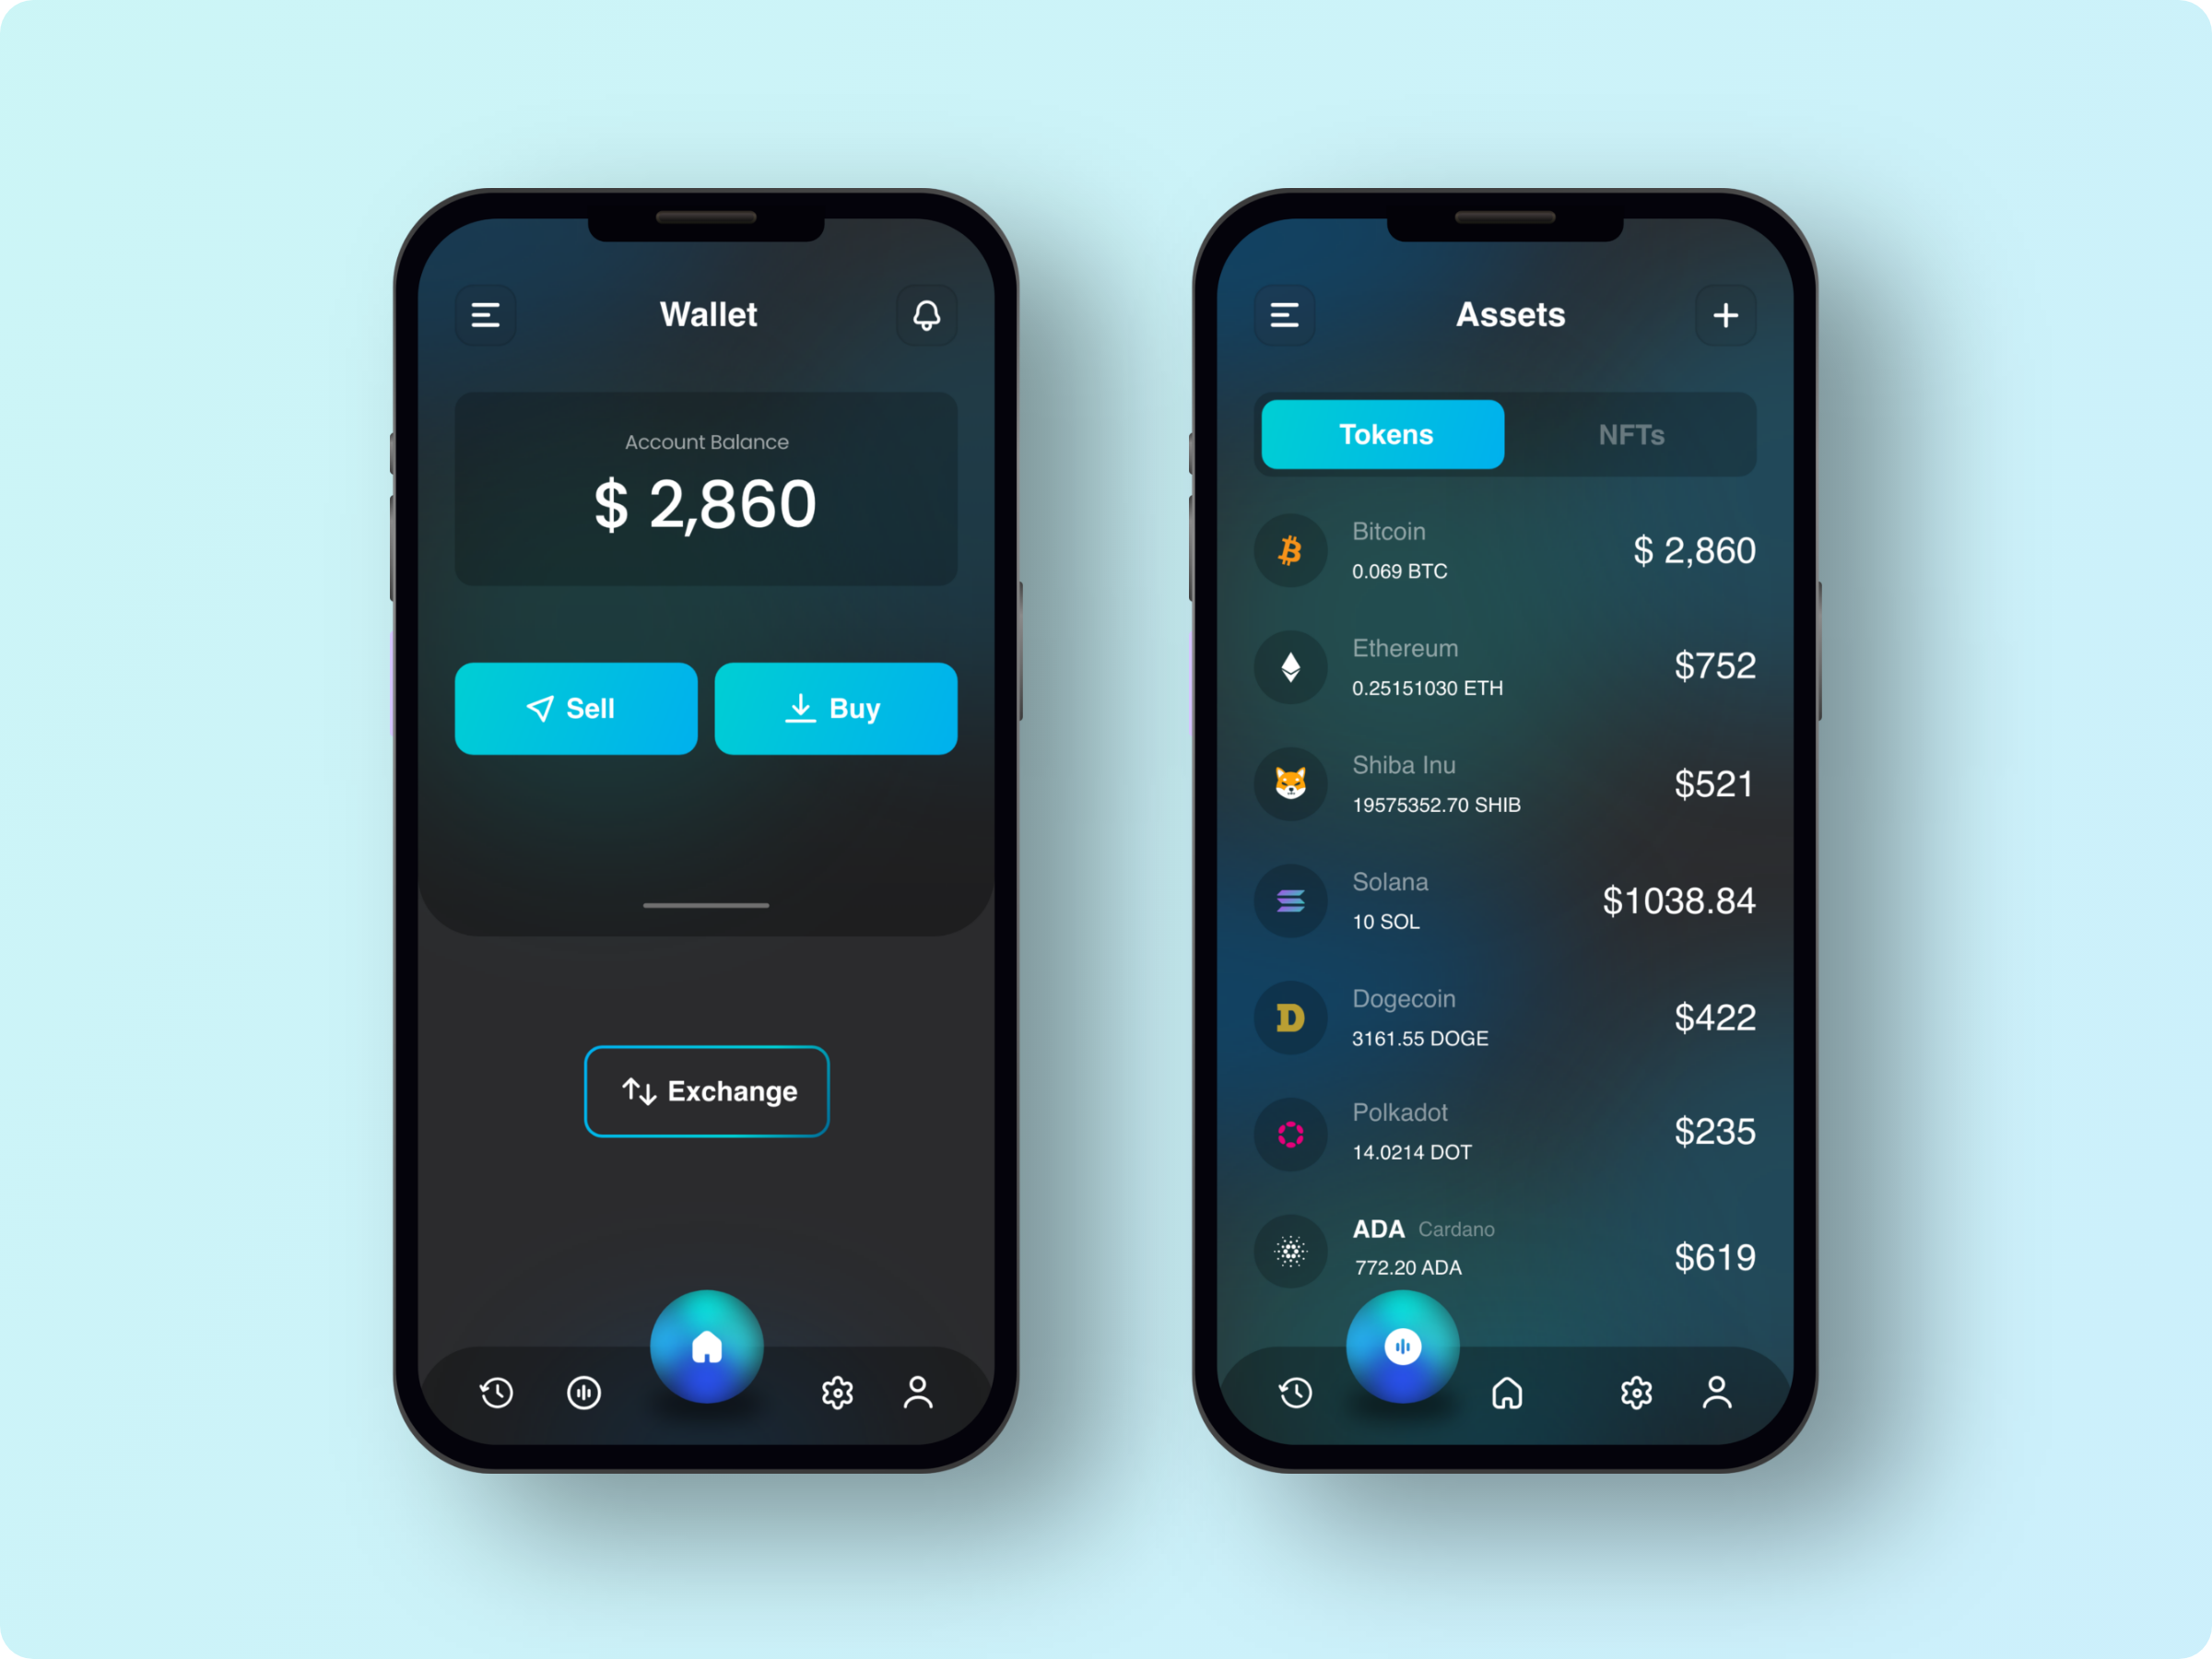 Wallet
Account Balance
$ 2,860
Sell
Buy
Exchange
Assets
Tokens
NFTs
Bitcoin
0.069 BTC
$ 2,860
Ethereum
0.25151030 ETH
$752
Shiba Inu
19575352.70 SHIB
$521
Solana
10 SOL
$1038.84
Dogecoin
3161.55 DOGE
$422
Polkadot
14.0214 DOT
$235
ADA Cardano
772.20 ADA
$619